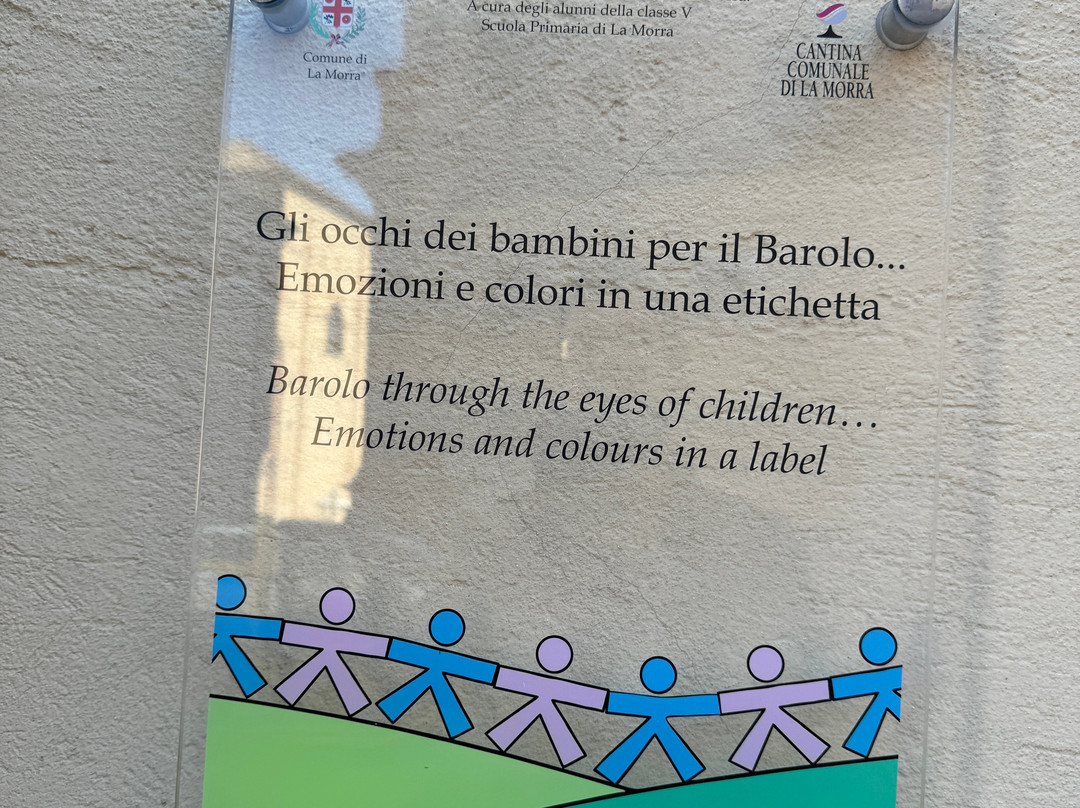 A cura degli alunni della classe V
Scuola Primaria di La Morra
Comune di
La Morra
CANTINA
COMUNALE
DI LA MORRA
Gli occhi dei bambini per il Barolo...
Emozioni e colori in una etichetta
Barolo through the eyes of children...
Emotions and colours in a label